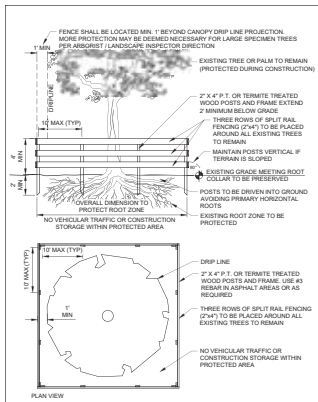 FENCE SHALL BE LOCATED MIN. 1' BEYOND CANOPY DRIP LINE PROJECTION.
MORE PROTECTION MAY BE DEEMED NECESSARY FOR LARGE SPECIMEN TREES
PER ARBORIST / LANDSCAPE INSPECTOR DIRECTION
1' MIN
EXISTING TREE OR PALM TO REMAIN
(PROTECTED DURING CONSTRUCTION)
DRIPLINE
10' MAX (TYP)
2" X 4" P.T. OR TERMITE TREATED
WOOD POSTS AND FRAME EXTEND
2' MINIMUM BELOW GRADE
THREE ROWS OF SPLIT RAIL
FENCING (2"x4") TO BE PLACED
AROUND ALL EXISTING TREES
TO REMAIN
4'
MIN
MAINTAIN POSTS VERTICAL IF
TERRAIN IS SLOPED
90°
EXISTING GRADE MEETING ROOT
COLLAR TO BE PRESERVED
2'
MIN
POSTS TO BE DRIVEN INTO GROUND
AVOIDING PRIMARY HORIZONTAL
ROOTS
OVERALL DIMENSION TO
PROTECT ROOT ZONE
EXISTING ROOT ZONE TO BE
PROTECTED
NO VEHICULAR TRAFFIC OR CONSTRUCTION
STORAGE WITHIN PROTECTED AREA
10' MAX (TYP)
10' MAX (TYP)
DRIP LINE
2" X 4" P.T. OR TERMITE TREATED
WOOD POSTS AND FRAME. USE #3
REBAR IN ASPHALT AREAS OR AS
REQUIRED
1'
MIN
THREE ROWS OF SPLIT RAIL FENCING
(2"x4") TO BE PLACED AROUND ALL
EXISTING TREES TO REMAIN
NO VEHICULAR TRAFFIC OR
CONSTRUCTION STORAGE WITHIN
PROTECTED AREA
PLAN VIEW